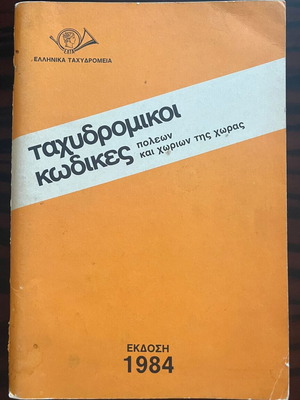 ΕΛΛΗΝΙΚΑ ΤΑΧΥΔΡΟΜΕΙΑ
ταχυδρομικοι
κωδικες
πολεων
και χωριων της χωρας
ΕΚΔΟΣΗ
1984